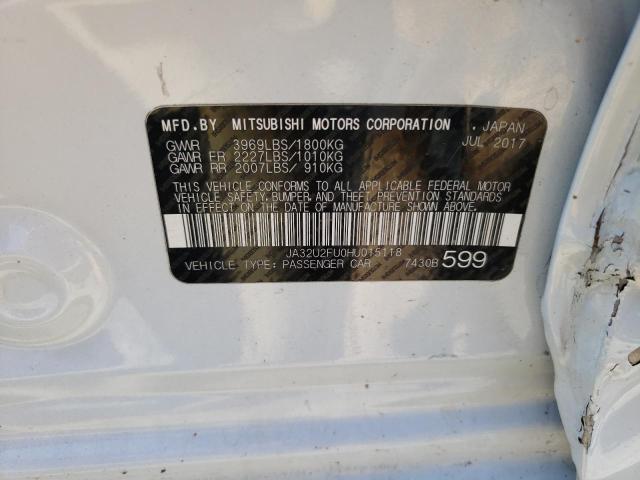 MFD.BY MITSUBISHI MOTORS CORPORATION , JAPAN
GVWR 3969LBS/1800KG JUL 2017
GAWR FR 2227LBS/1010KG
GAWR RR 2007LBS/ 910KG
THIS VEHICLE CONFORMS TO ALL APPLICABLE FEDERAL MOTOR
VEHICLE SAFETY,BUMPER, AND THEFT PREVENTION STANDARDS
IN EFFECT ON THE DATE OF MANUFACTURE SHOWN ABOVE.
JA32U2FU0HU015118
VEHICLE TYPE: PASSENGER CAR 7430B 599